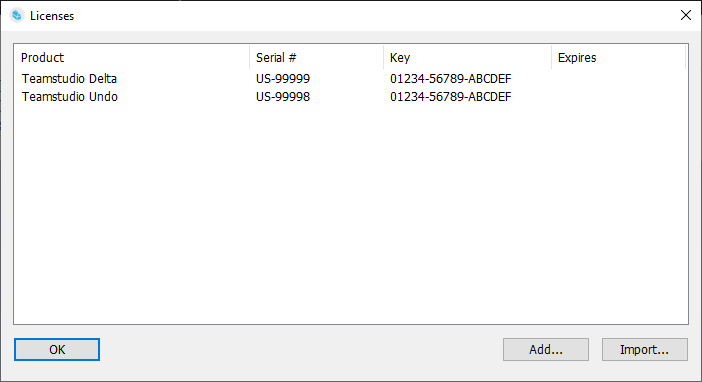 Licenses
Product Serial # Key Expires
Teamstudio Delta US-99999 01234-56789-ABCDEF
Teamstudio Undo US-99998 01234-56789-ABCDEF
OK Add... Import...